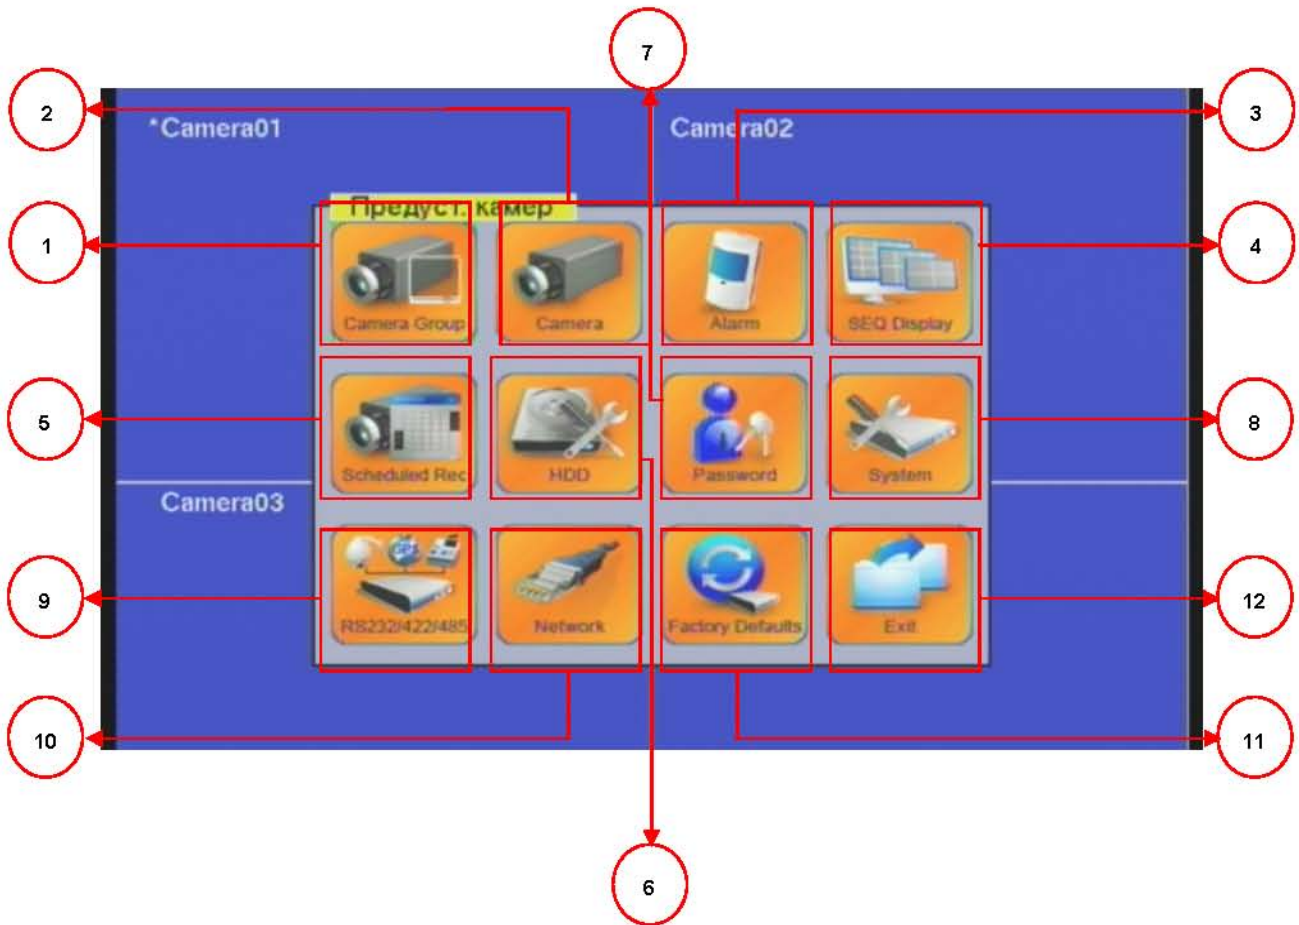 7
2
3
*Camera01
Camera02
Предуст. камер
1
4
Camera Group
Camera
Alarm
SEQ Display
5
8
Scheduled Rec
HDD
Password
System
Camera03
9
12
RS232/422/485
Network
Factory Defaults
Exit
10
11
6